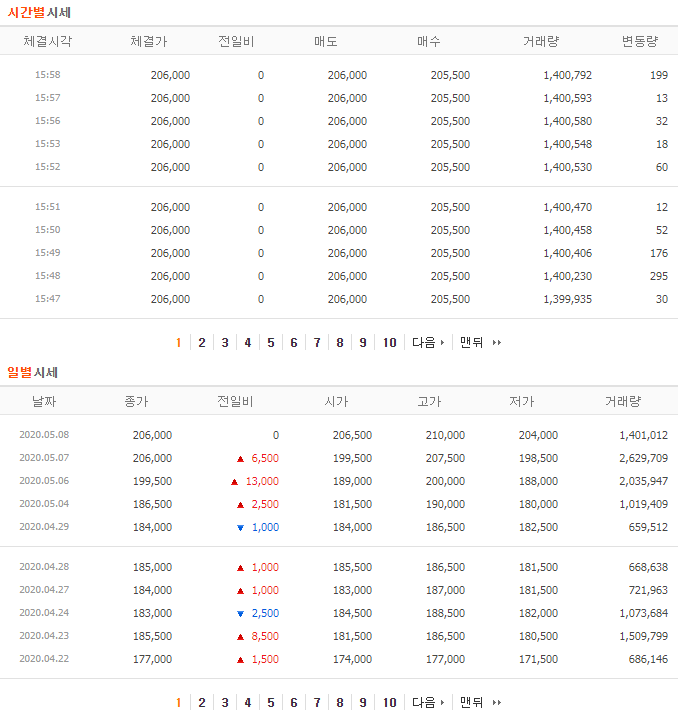 시간별시세
체결시각 체결가 전일비 매도 매수 거래량 변동량
15:58 206,000 0 206,000 205,500 1,400,792 199
15:57 206,000 0 206,000 205,500 1,400,593 13
15:56 206,000 0 206,000 205,500 1,400,580 32
15:53 206,000 0 206,000 205,500 1,400,548 18
15:52 206,000 0 206,000 205,500 1,400,530 60
15:51 206,000 0 206,000 205,500 1,400,470 12
15:50 206,000 0 206,000 205,500 1,400,458 52
15:49 206,000 0 206,000 205,500 1,400,406 176
15:48 206,000 0 206,000 205,500 1,400,230 295
15:47 206,000 0 206,000 205,500 1,399,935 30
1 2 3 4 5 6 7 8 9 10 다음 맨뒤
일별시세
날짜 종가 전일비 시가 고가 저가 거래량
2020.05.08 206,000 0 206,500 210,000 204,000 1,401,012
2020.05.07 206,000 ▲ 6,500 199,500 207,500 198,500 2,629,709
2020.05.06 199,500 ▲ 13,000 189,000 200,000 188,000 2,035,947
2020.05.04 186,500 ▲ 2,500 181,500 190,000 180,000 1,019,409
2020.04.29 184,000 ▼ 1,000 184,000 186,500 182,500 659,512
2020.04.28 185,000 ▲ 1,000 185,500 186,500 181,500 668,638
2020.04.27 184,000 ▲ 1,000 183,000 187,000 181,500 721,963
2020.04.24 183,000 ▼ 2,500 184,500 188,500 182,000 1,073,684
2020.04.23 185,500 ▲ 8,500 181,500 186,500 180,500 1,509,799
2020.04.22 177,000 ▲ 1,500 174,000 177,000 171,500 686,146
1 2 3 4 5 6 7 8 9 10 다음 맨뒤